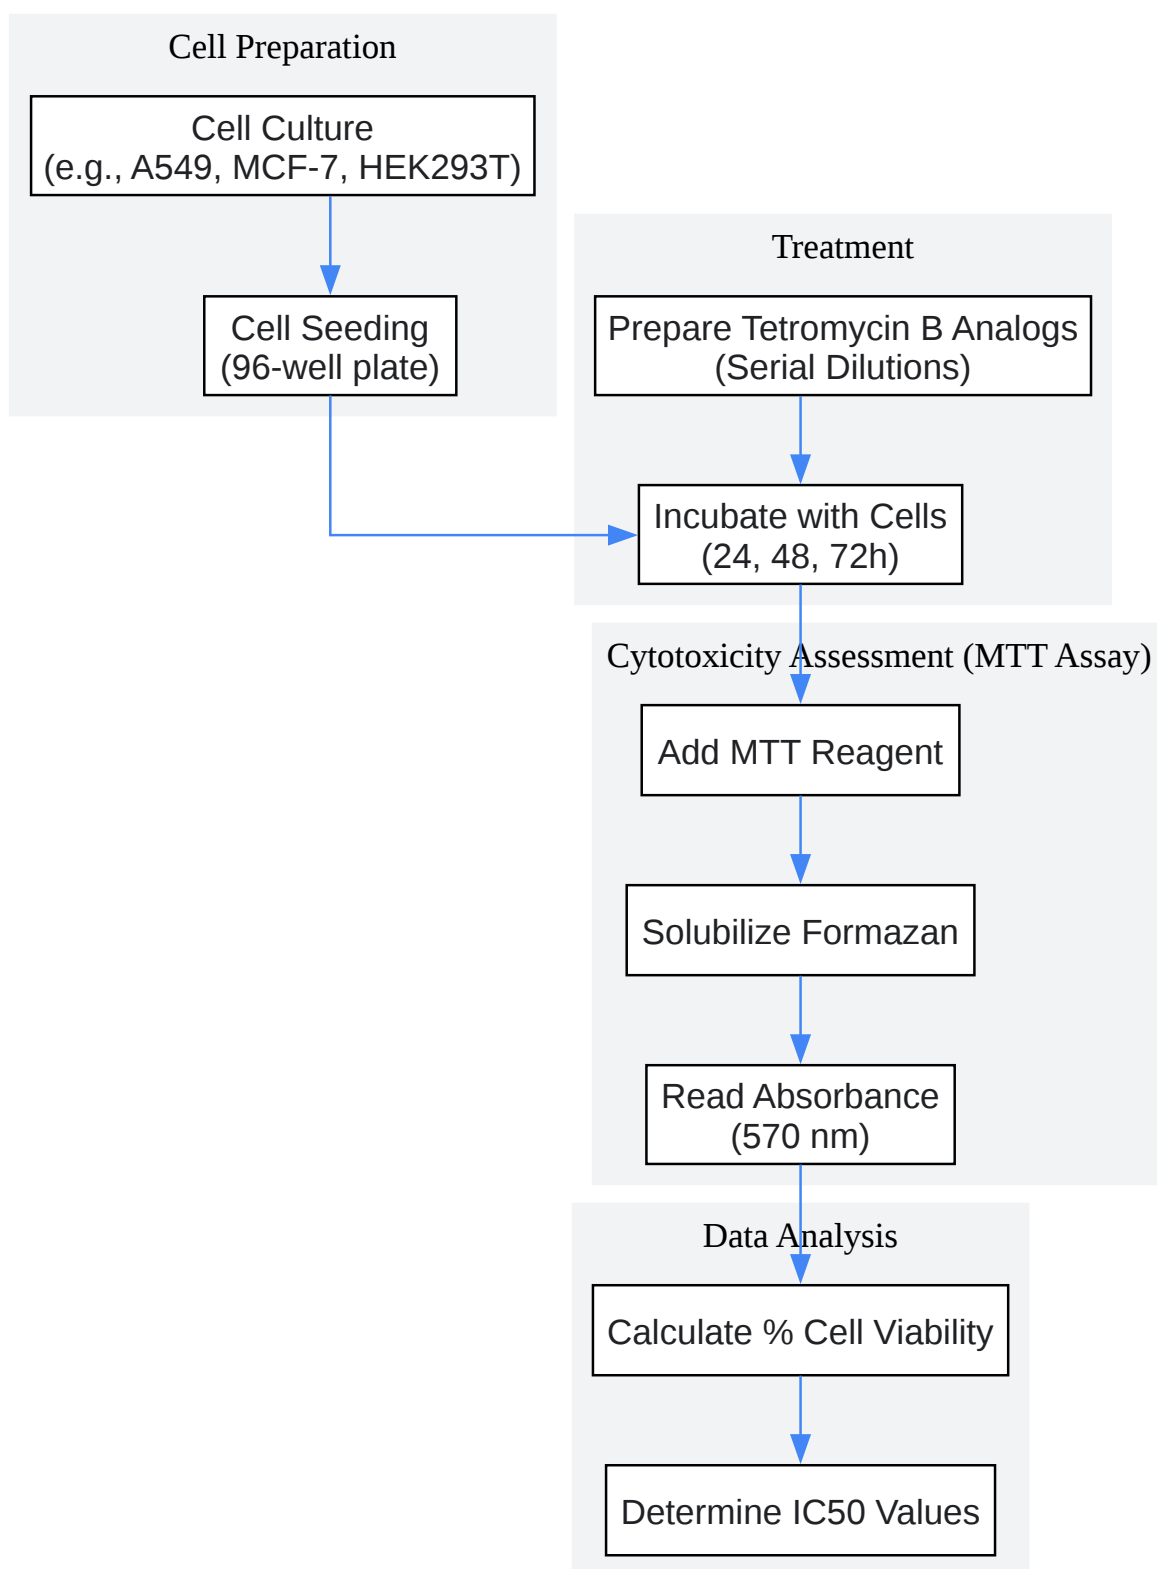 Cell Preparation
Cell Culture
(e.g., A549, MCF-7, HEK293T)
Cell Seeding
(96-well plate)
Treatment
Prepare Tetromycin B Analogs
(Serial Dilutions)
Incubate with Cells
(24, 48, 72h)
Cytotoxicity Assessment (MTT Assay)
Add MTT Reagent
Solubilize Formazan
Read Absorbance
(570 nm)
Data Analysis
Calculate % Cell Viability
Determine IC50 Values